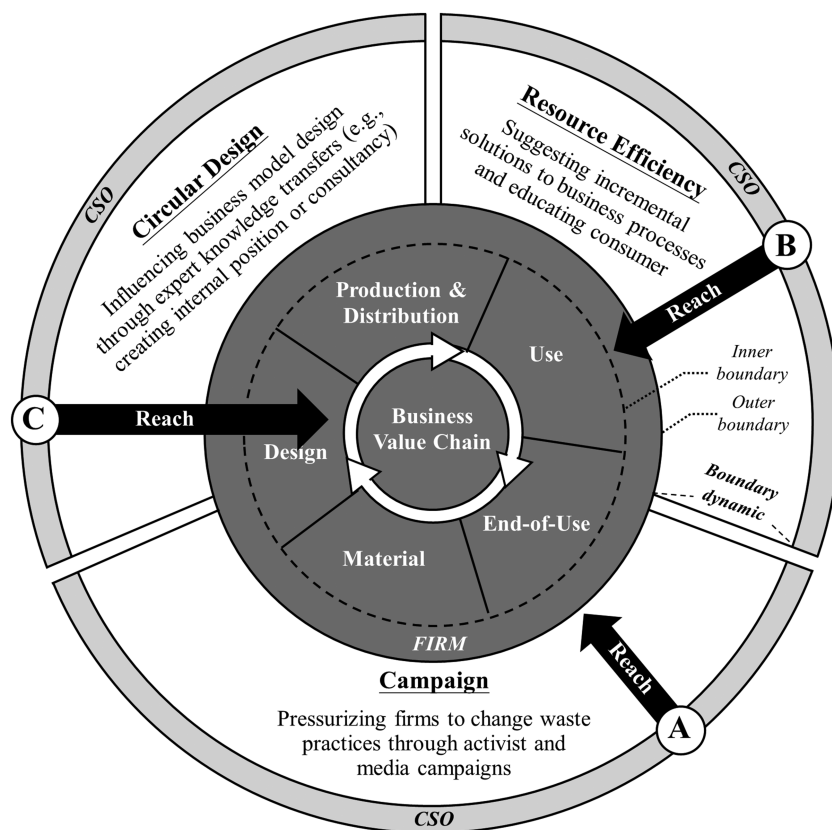 Circular Design
Influencing business model design
through expert knowledge transfers (e.g.,
creating internal position or consultancy)
CSO
Resource Efficiency
Suggesting incremental
solutions to business processes
and educating consumer
CSO
B
Reach
Production &
Distribution
Use
Inner
boundary
Outer
boundary
C
Reach
Business
Value Chain
Design
Boundary
dynamic
End-of-Use
Material
FIRM
Reach
A
Campaign
Pressurizing firms to change waste
practices through activist and
media campaigns
CSO